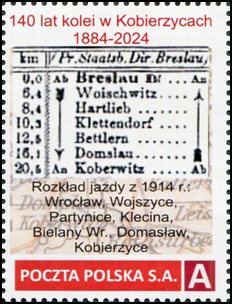 140 lat kolei w Kobierzycach
1884-2024
km Pr. Staatsb. Dir. Breslau,
0,0 Ab Breslau An
6,4 Woischwitz
8,4 Hartlieb
10,3 Klettendorf
12,5 Bettlern
16,1 Domslau
20,5 An Koberwitz Ab
Rozkład jazdy z 1914 r.:
Wrocław, Wojszyce,
Partynice, Klecina,
Bielany Wr., Domasław,
Kobierzyce
POCZTA POLSKA S.A. A